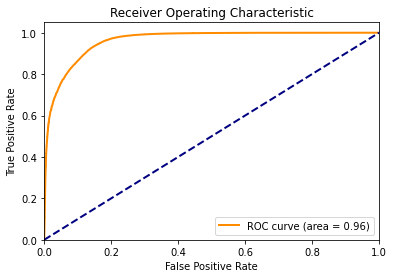 Receiver Operating Characteristic
True Positive Rate
1.0
0.8
0.6
0.4
0.2
0.0
ROC curve (area = 0.96)
0.0 0.2 0.4 0.6 0.8 1.0
False Positive Rate